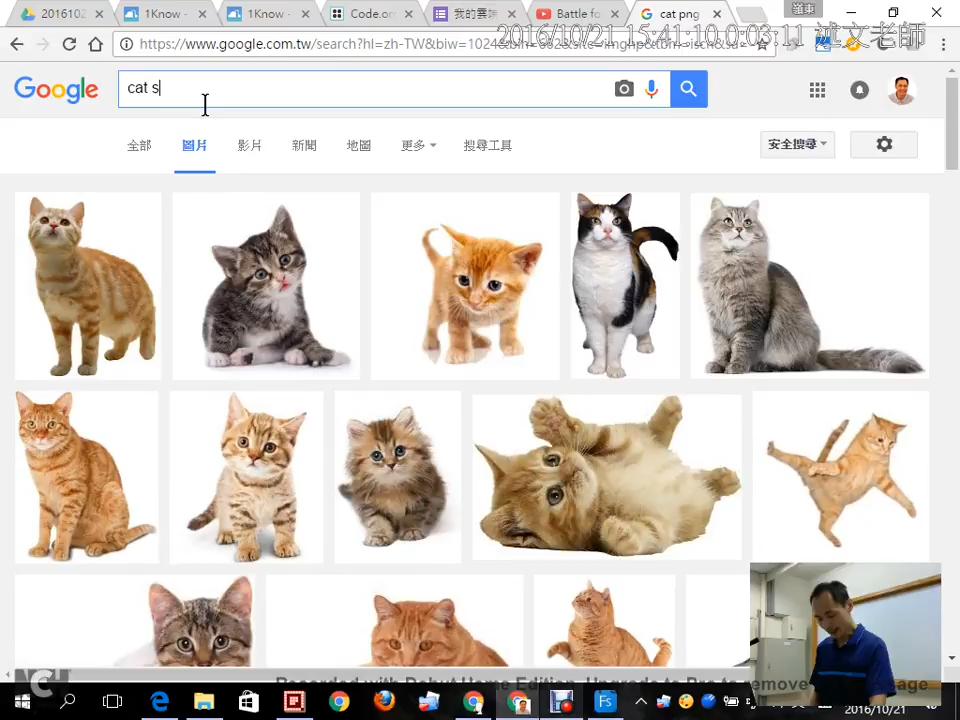 2016102
1Know -
1Know -
Code.or
我的雲端
Battle fo
cat png
https://www.google.com.tw/search?hl=zh-TW&biw=1024
2016/10/21 15:41:10 0:03:11 述文老師
Google
cat s
全部
圖片
影片
新聞
地圖
更多
搜尋工具
安全搜尋
NCH
Recorded with Debut Home Edition. Upgrade to Pro to remove
2016/10/21